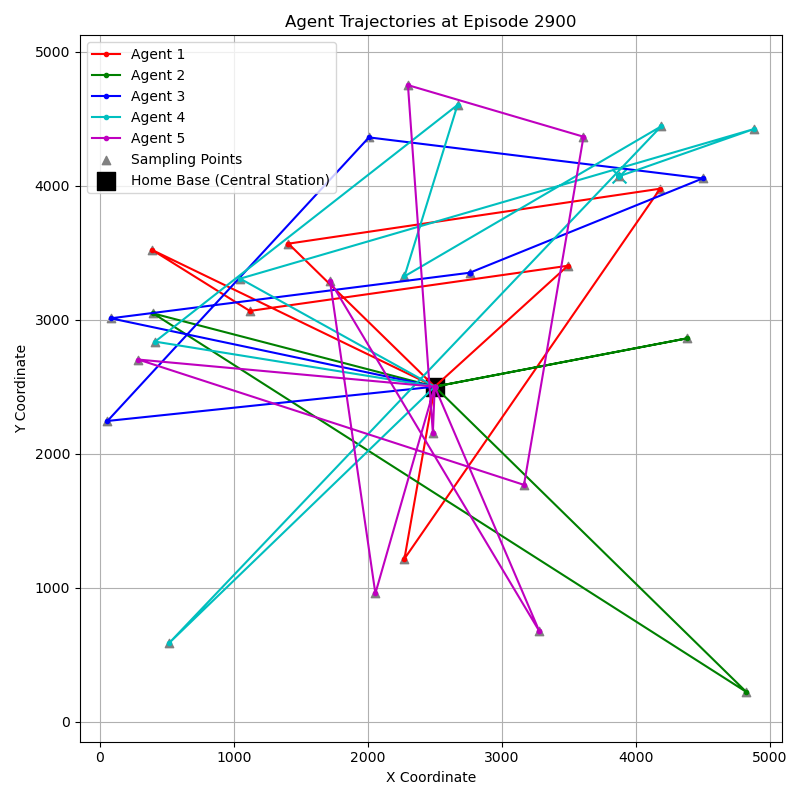 Agent Trajectories at Episode 2900
Agent 1
Agent 2
Agent 3
Agent 4
Agent 5
Sampling Points
Home Base (Central Station)
Y Coordinate
5000
4000
3000
2000
1000
0
0 1000 2000 3000 4000 5000
X Coordinate